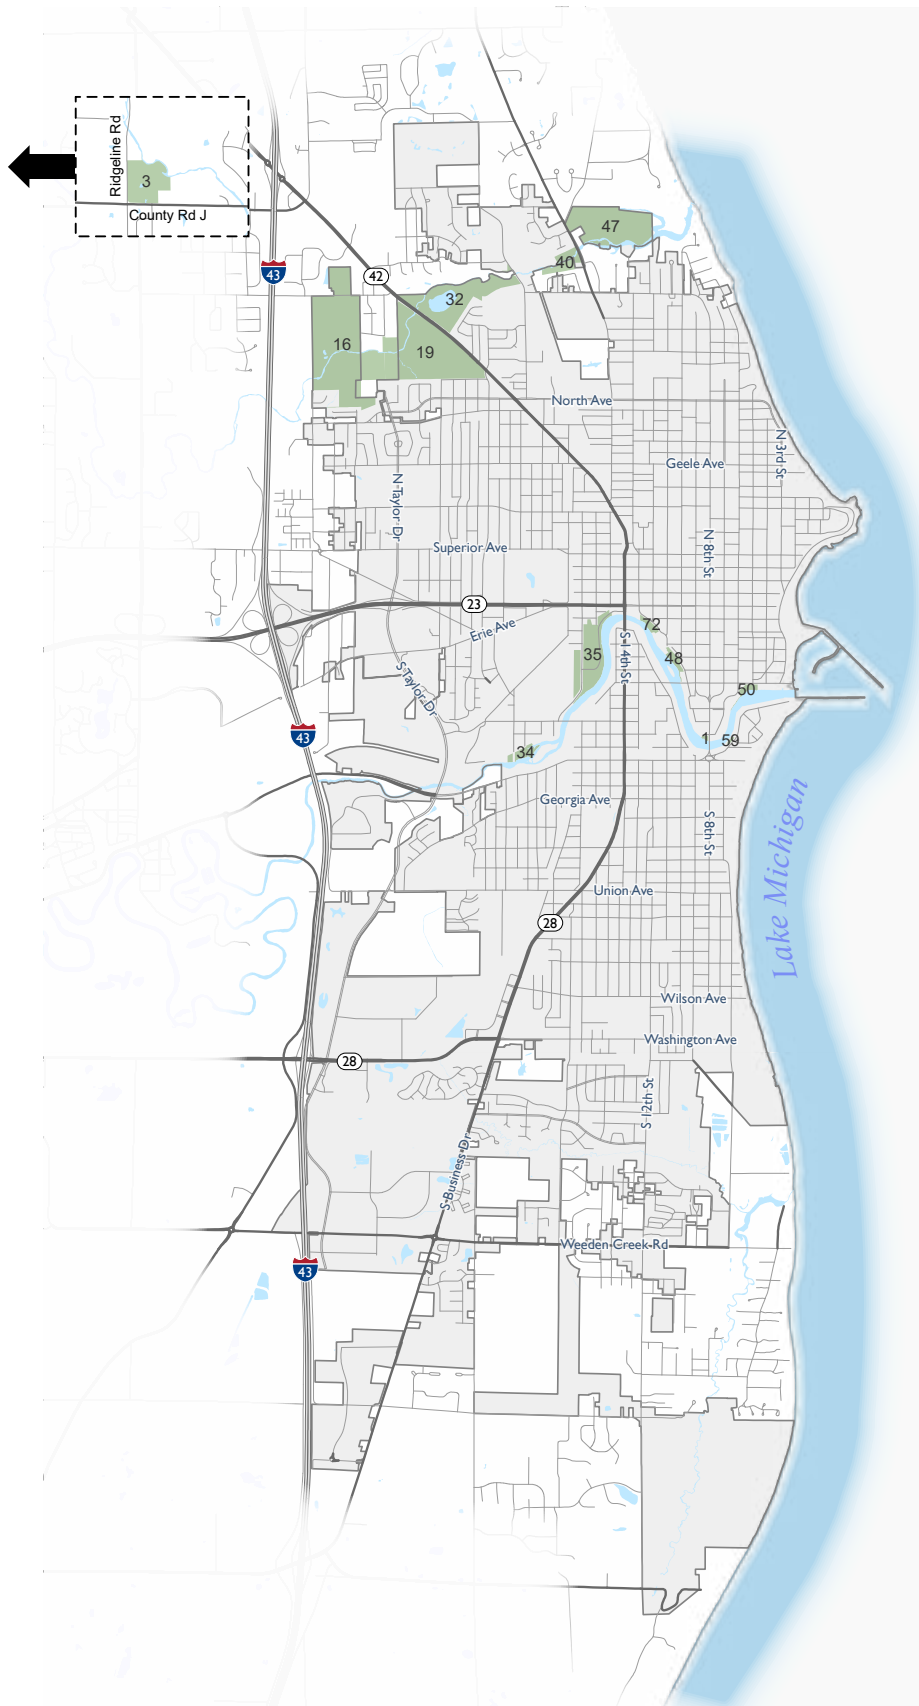 Ridgeline Rd
3
County Rd J
47
40
43
42
32
16
19
North Ave
N 3rd St
Geele Ave
N Taylor Dr
N 8th St
Superior Ave
23
Erie Ave
72
35
S 14th St
48
S Taylor Dr
50
43
1
59
34
Georgia Ave
S 8th St
Lake Michigan
Union Ave
28
Wilson Ave
Washington Ave
28
S 12th St
S Business Dr
Weeden Creek Rd
43